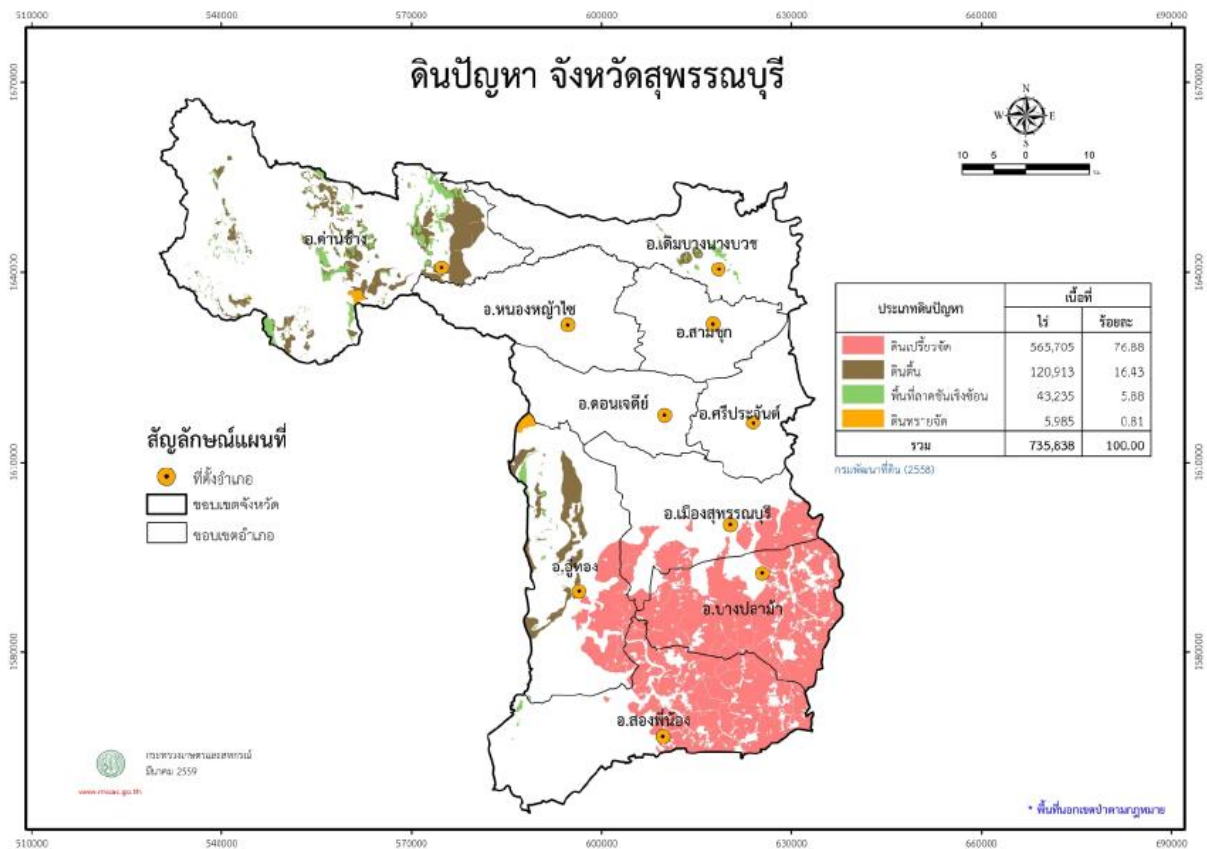 510000 540000 570000 600000 630000 660000 690000
ดินปัญหา จังหวัดสุพรรณบุรี
1670000 1670000
N
W E
S
10 5 0 10
อ.ด่านช้าง
อ.เดิมบางนางบวช
1640000 1640000
อ.หนองหญ้าไซ
อ.สามชุก
ประเภทดินปัญหา เนื้อที่
ไร่ ร้อยละ
ดินเปรี้ยวจัด 565,705 76.88
ดินตื้น 120,913 16.43
พื้นที่ลาดชันเชิงซ้อน 43,235 5.88
ดินทรายจัด 5,985 0.81
รวม 735,838 100.00
กรมพัฒนาที่ดิน (2558)
อ.ดอนเจดีย์
อ.ศรีประจันต์
สัญลักษณ์แผนที่
ที่ตั้งอำเภอ
ขอบเขตจังหวัด
ขอบเขตอำเภอ
1610000 1610000
อ.เมืองสุพรรณบุรี
อ.อู่ทอง
อ.บางปลาม้า
1580000 1580000
อ.สองพี่น้อง
กระทรวงเกษตรและสหกรณ์
มีนาคม 2559
www.moac.go.th
* พื้นที่นอกเขตป่าตามกฎหมาย
510000 540000 570000 600000 630000 660000 690000